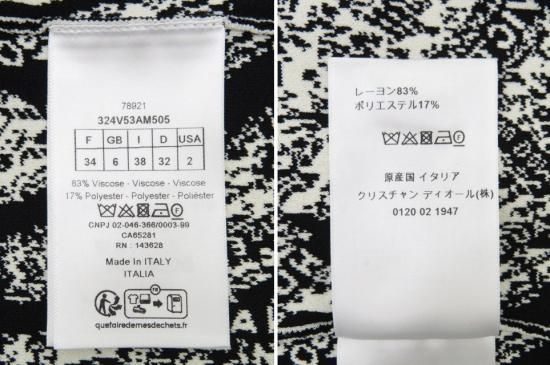 78921
324V53AM505
F GB I D USA
34 6 38 32 2
83% Viscose - Viscose - Viscosa
17% Polyester - Polyester - Poliéster
CNPJ 02-046-366/0003-99
CA65281
RN : 143628
Made In ITALY
ITALIA
FR
quefairedemesdechets.fr
レーヨン83%
ポリエステル17%
原産国 イタリア
クリスチャン ディオール(株)
0120 02 1947